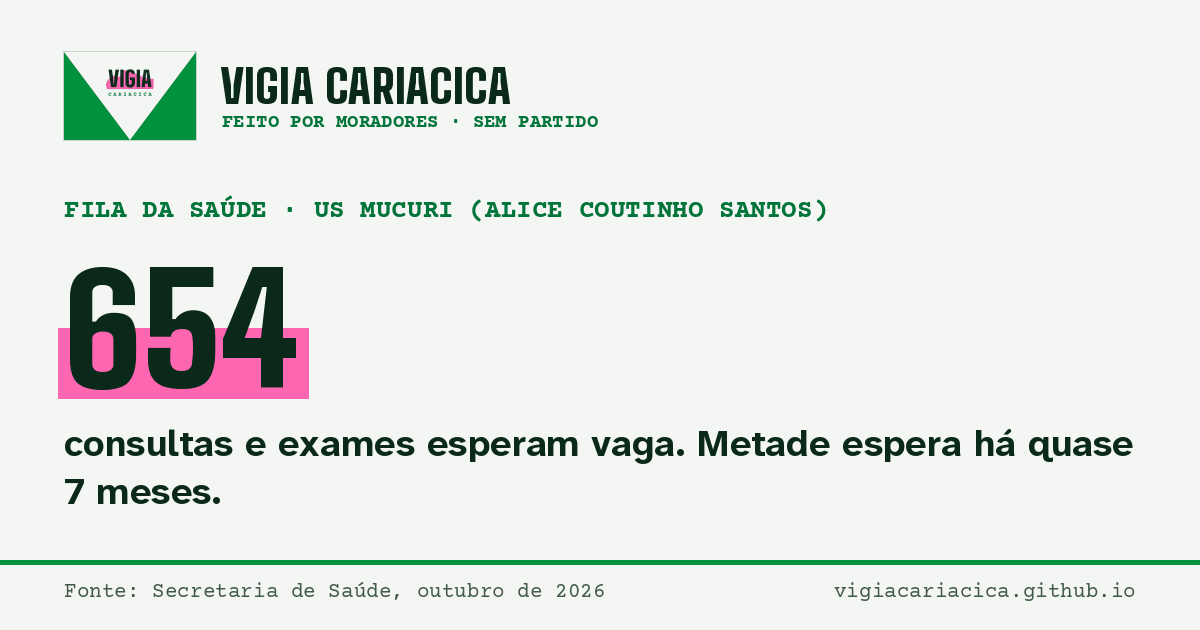 VIGIA
CARIACICA
VIGIA CARIACICA
FEITO POR MORADORES · SEM PARTIDO
FILA DA SAÚDE · US MUCURI (ALICE COUTINHO SANTOS)
654
consultas e exames esperam vaga. Metade espera há quase
7 meses.
Fonte: Secretaria de Saúde, outubro de 2026
vigiacariacica.github.io